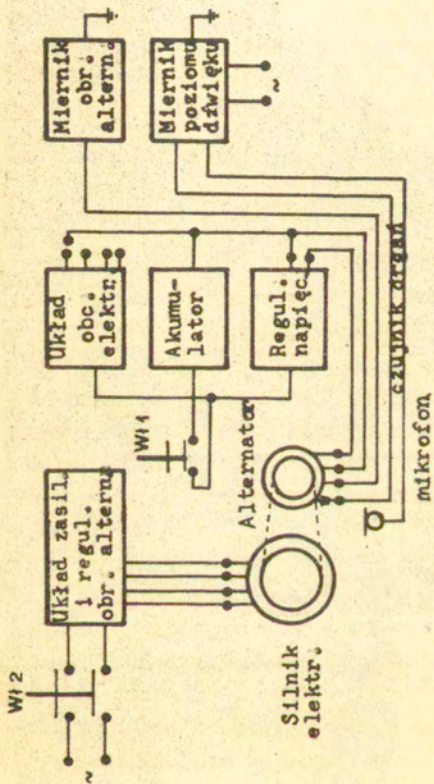 Wł 2
~
Układ zasil.
i regul.
obr. altern.
Silnik
elektr.
Wł 1
Alternator
Układ
obc.
elektr.
Akumu-
lator
Regul.
napięc.
Miernik
obr.
altern.
Miernik
poziomu
dźwięku
~
czujnik drgań
mikrofon